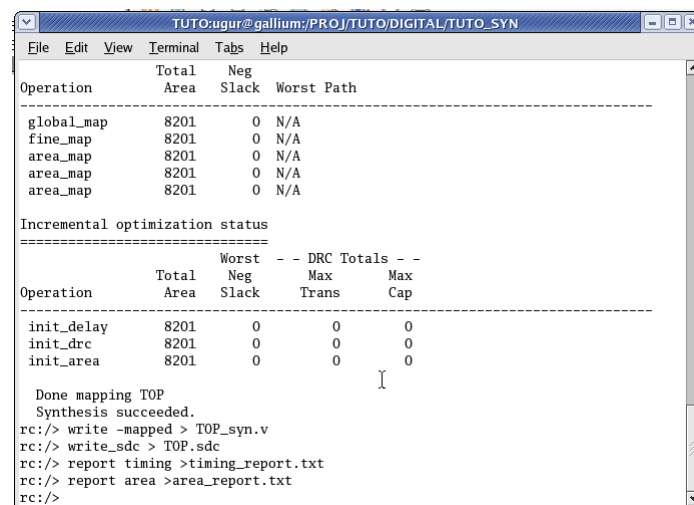 TUTO:ugur@gallium:/PROJ/TUTO/DIGITAL/TUTO_SYN
File Edit View Terminal Tabs Help
Total Neg
Operation Area Slack Worst Path
-------------------------------------------------------------------------------
global_map 8201 0 N/A
fine_map 8201 0 N/A
area_map 8201 0 N/A
area_map 8201 0 N/A
area_map 8201 0 N/A
Incremental optimization status
===============================
Worst - - DRC Totals - -
Total Neg Max Max
Operation Area Slack Trans Cap
-------------------------------------------------------------------------------
init_delay 8201 0 0 0
init_drc 8201 0 0 0
init_area 8201 0 0 0
Done mapping TOP
Synthesis succeeded.
rc:/> write -mapped > TOP_syn.v
rc:/> write_sdc > TOP.sdc
rc:/> report timing >timing_report.txt
rc:/> report area >area_report.txt
rc:/>